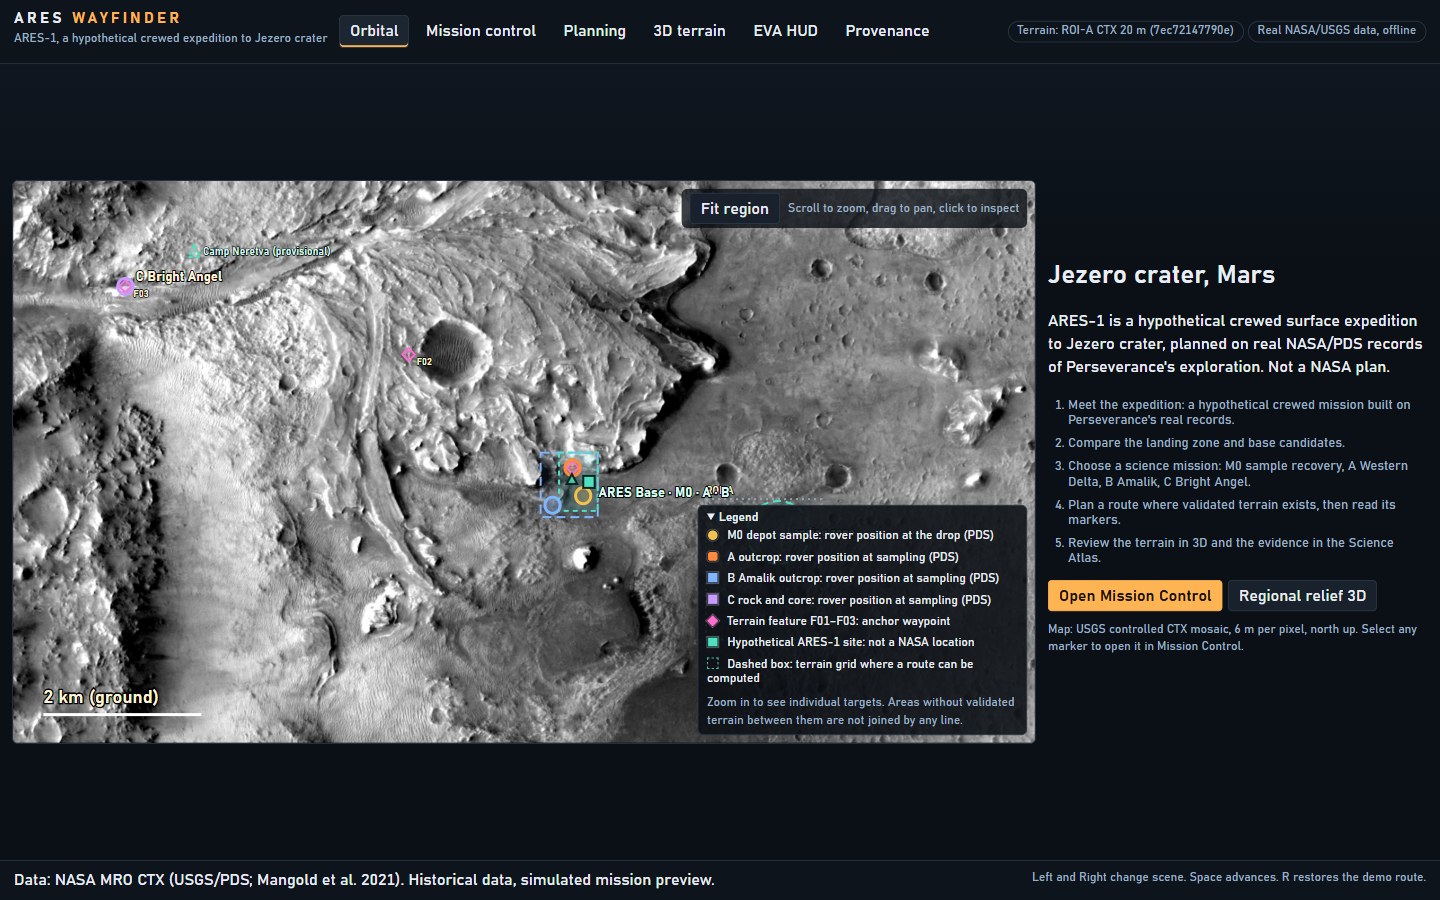 ARES WAYFINDER
ARES-1, a hypothetical crewed expedition to Jezero crater
Orbital
Mission control
Planning
3D terrain
EVA HUD
Provenance
Terrain: ROI-A CTX 20 m (7ec72147790e)
Real NASA/USGS data, offline
Fit region
Scroll to zoom, drag to pan, click to inspect
Camp Neretva (provisional)
C Bright Angel
F03
F02
ARES Base · M0 · A · B
2 km (ground)
▼ Legend
M0 depot sample: rover position at the drop (PDS)
A outcrop: rover position at sampling (PDS)
B Amalik outcrop: rover position at sampling (PDS)
C rock and core: rover position at sampling (PDS)
Terrain feature F01–F03: anchor waypoint
Hypothetical ARES-1 site: not a NASA location
Dashed box: terrain grid where a route can be
computed
Zoom in to see individual targets. Areas without validated
terrain between them are not joined by any line.
Jezero crater, Mars
ARES-1 is a hypothetical crewed surface expedition
to Jezero crater, planned on real NASA/PDS records
of Perseverance's exploration. Not a NASA plan.
1. Meet the expedition: a hypothetical crewed mission built on
Perseverance's real records.
2. Compare the landing zone and base candidates.
3. Choose a science mission: M0 sample recovery, A Western
Delta, B Amalik, C Bright Angel.
4. Plan a route where validated terrain exists, then read its
markers.
5. Review the terrain in 3D and the evidence in the Science
Atlas.
Open Mission Control
Regional relief 3D
Map: USGS controlled CTX mosaic, 6 m per pixel, north up. Select any
marker to open it in Mission Control.
Data: NASA MRO CTX (USGS/PDS; Mangold et al. 2021). Historical data, simulated mission preview.
Left and Right change scene. Space advances. R restores the demo route.